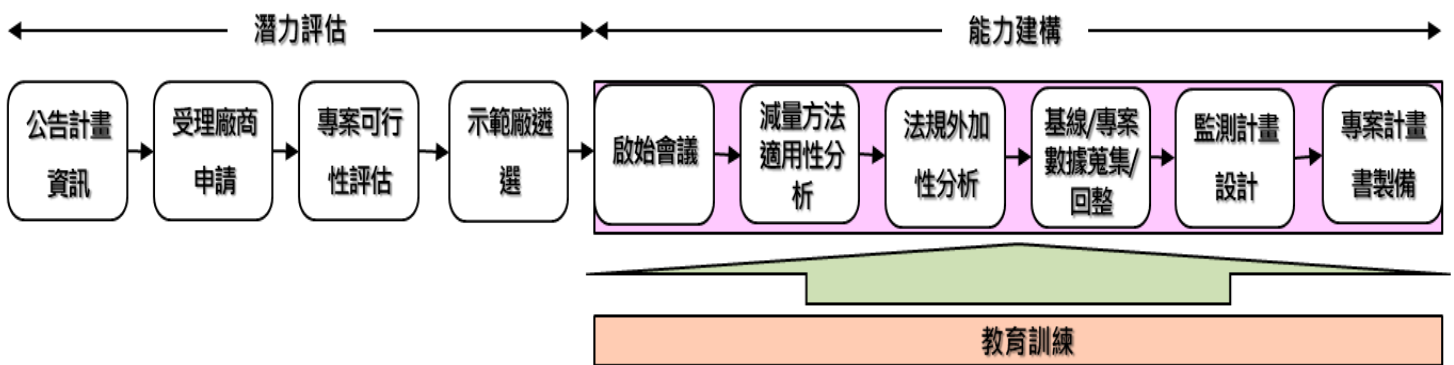 潛力評估
能力建構
公告計畫
資訊
受理廠商
申請
專案可行
性評估
示範廠遴
選
啟始會議
減量方法
適用性分
析
法規外加
性分析
基線/專案
數據蒐集/
回整
監測計畫
設計
專案計畫
書製備
教育訓練